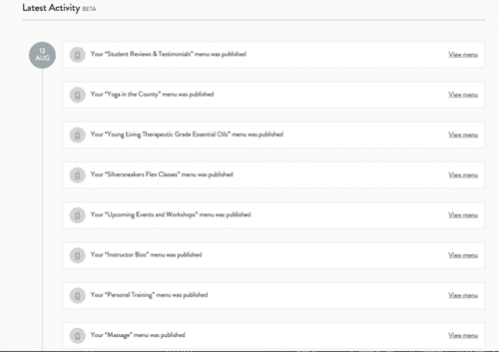 Latest Activity BETA
13
AUG
Your "Student Reviews & Testimonials" menu was published View menu
Your "Yoga in the County" menu was published View menu
Your "Young Living Therapeutic Grade Essential Oils" menu was published View menu
Your "Silversneakers Flex Classes" menu was published View menu
Your "Upcoming Events and Workshops" menu was published View menu
Your "Instructor Bios" menu was published View menu
Your "Personal Training" menu was published View menu
Your "Massage" menu was published View menu